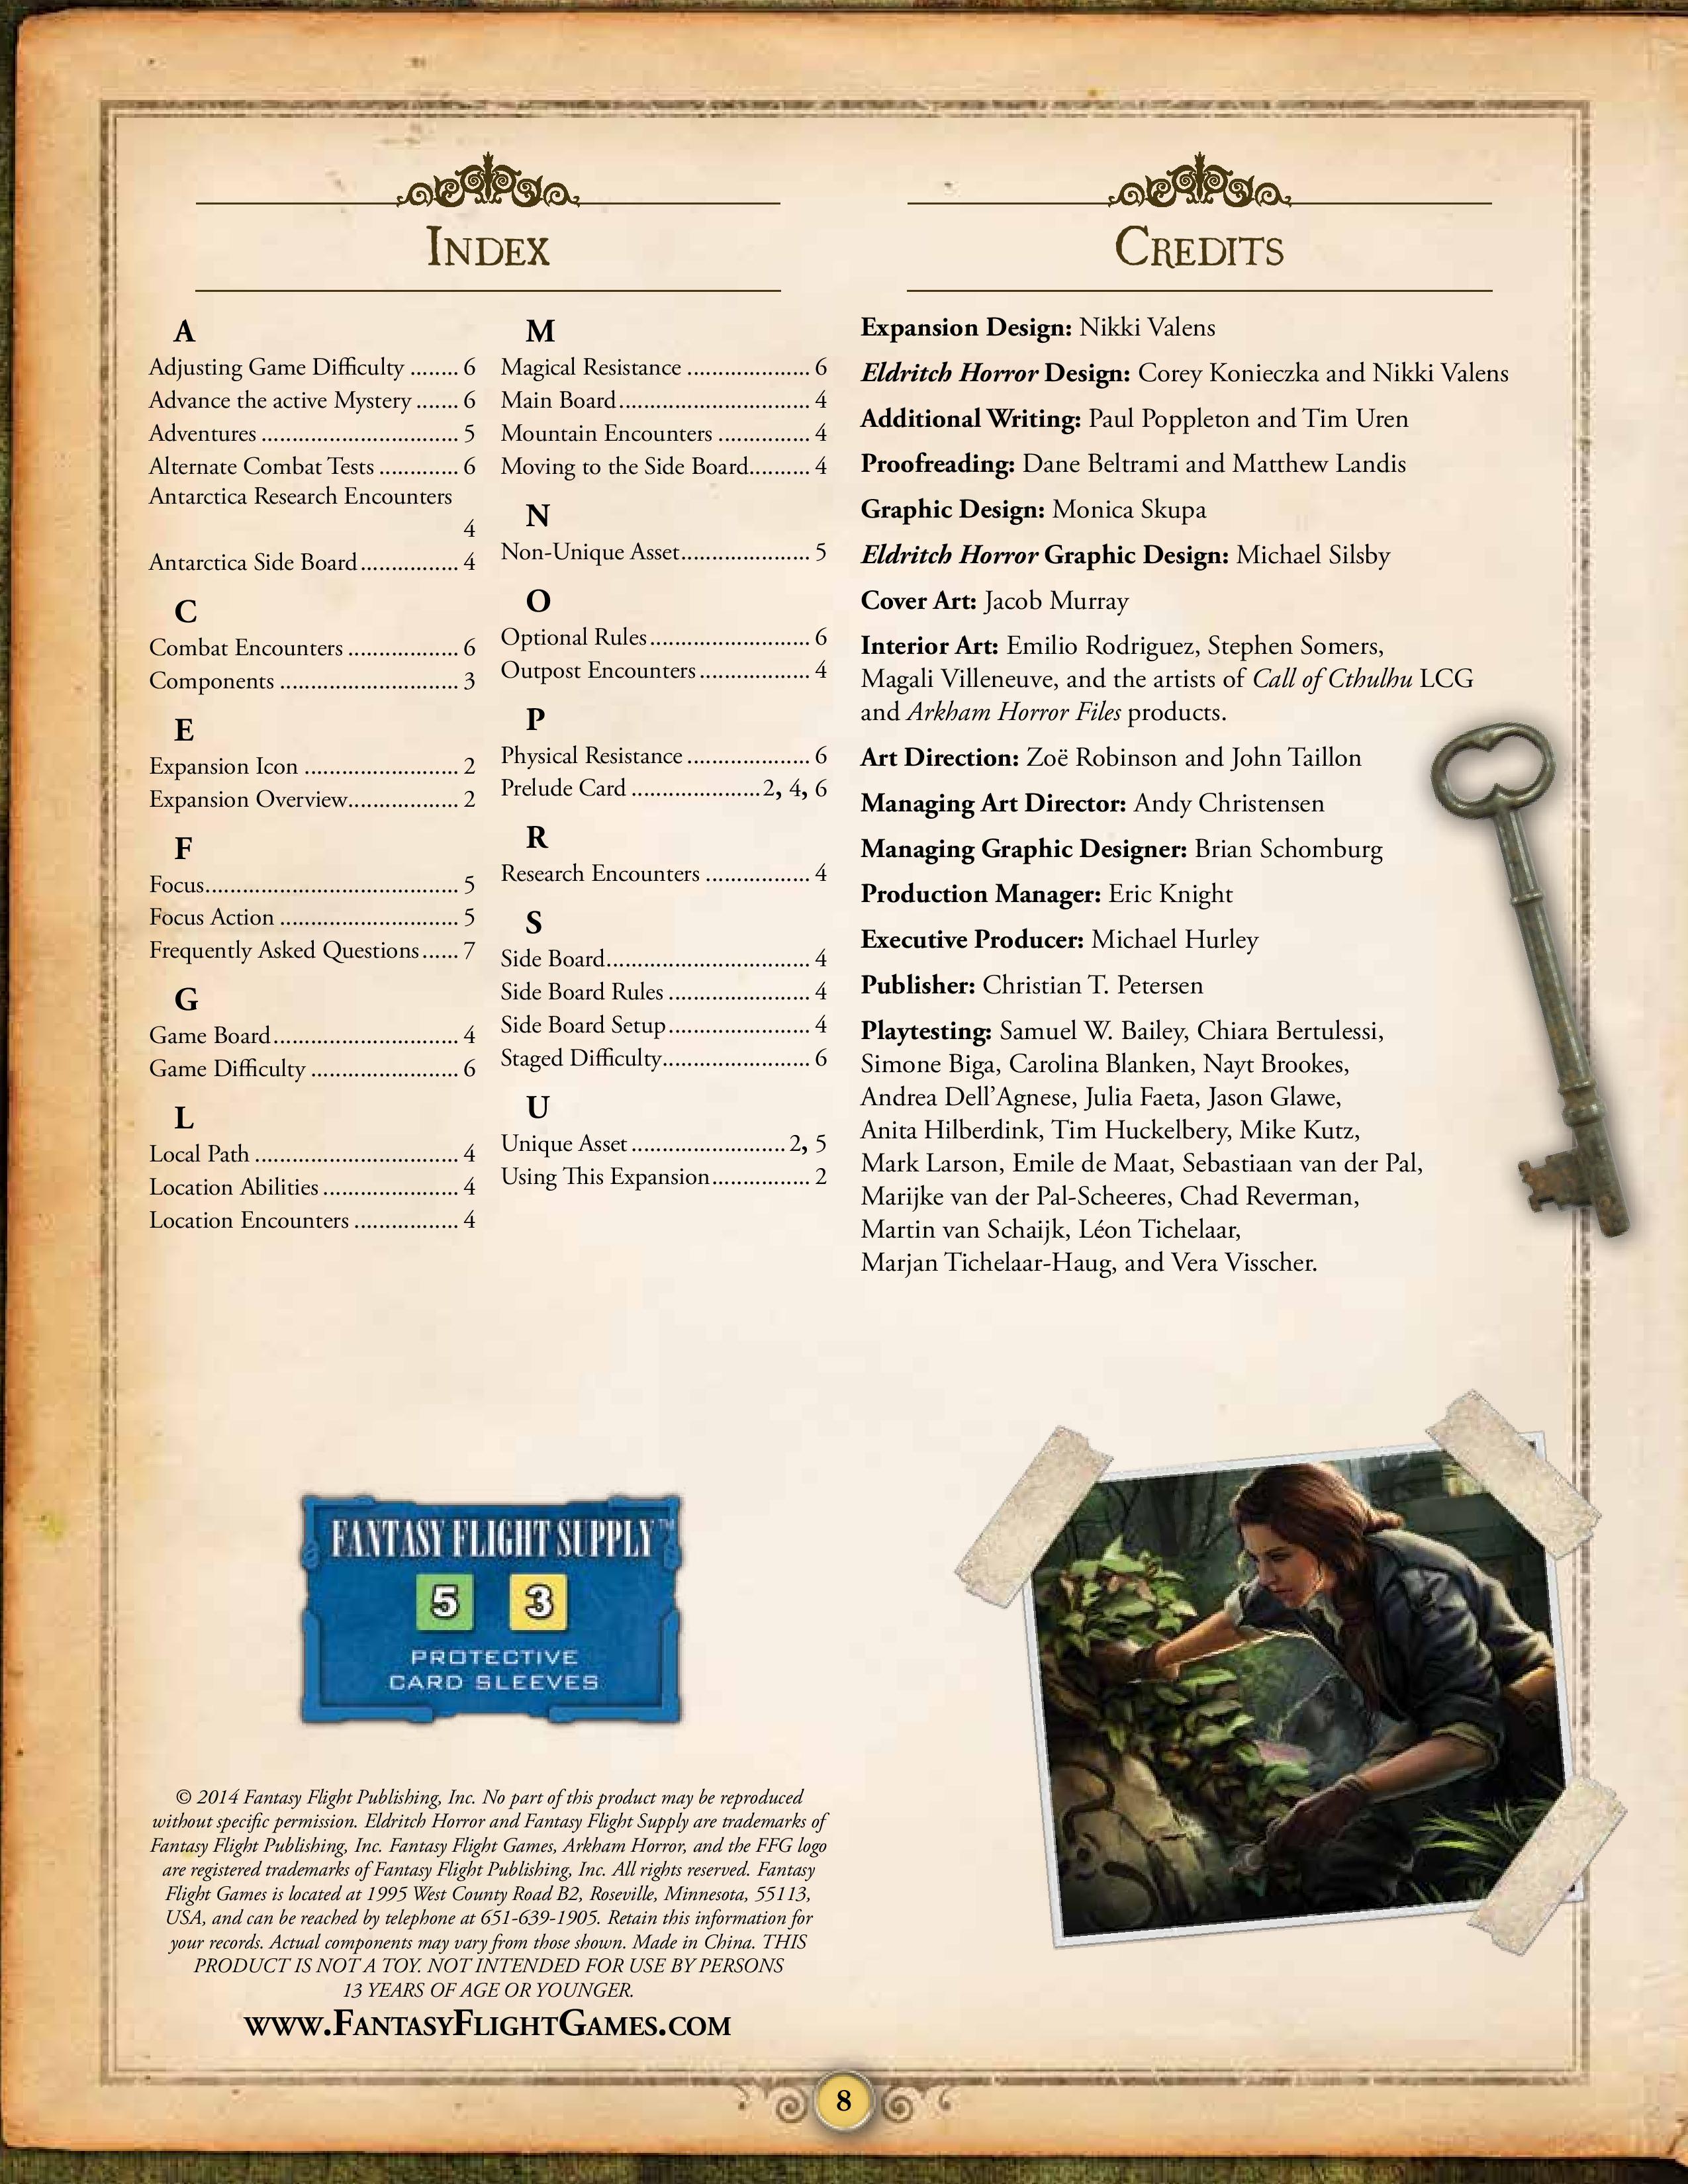 Index
A
Adjusting Game Difficulty ........ 6
Advance the active Mystery ....... 6
Adventures ................................ 5
Alternate Combat Tests ............. 6
Antarctica Research Encounters
4
Antarctica Side Board ................ 4
C
Combat Encounters ................... 6
Components ............................. 3
E
Expansion Icon ......................... 2
Expansion Overview................... 2
F
Focus......................................... 5
Focus Action ............................. 5
Frequently Asked Questions ...... 7
G
Game Board .............................. 4
Game Difficulty ........................ 6
L
Local Path ................................. 4
Location Abilities ...................... 4
Location Encounters ................. 4
M
Magical Resistance .................... 6
Main Board ............................... 4
Mountain Encounters ............... 4
Moving to the Side Board.......... 4
N
Non-Unique Asset..................... 5
O
Optional Rules .......................... 6
Outpost Encounters .................. 4
P
Physical Resistance .................... 6
Prelude Card .....................2, 4, 6
R
Research Encounters ................. 4
S
Side Board................................. 4
Side Board Rules ....................... 4
Side Board Setup ....................... 4
Staged Difficulty........................ 6
U
Unique Asset ......................... 2, 5
Using This Expansion................ 2
Credits
Expansion Design: Nikki Valens
Eldritch Horror Design: Corey Konieczka and Nikki Valens
Additional Writing: Paul Poppleton and Tim Uren
Proofreading: Dane Beltrami and Matthew Landis
Graphic Design: Monica Skupa
Eldritch Horror Graphic Design: Michael Silsby
Cover Art: Jacob Murray
Interior Art: Emilio Rodriguez, Stephen Somers,
Magali Villeneuve, and the artists of Call of Cthulhu LCG
and Arkham Horror Files products.
Art Direction: Zoë Robinson and John Taillon
Managing Art Director: Andy Christensen
Managing Graphic Designer: Brian Schomburg
Production Manager: Eric Knight
Executive Producer: Michael Hurley
Publisher: Christian T. Petersen
Playtesting: Samuel W. Bailey, Chiara Bertulessi,
Simone Biga, Carolina Blanken, Nayt Brookes,
Andrea Dell’Agnese, Julia Faeta, Jason Glawe,
Anita Hilberdink, Tim Huckelbery, Mike Kutz,
Mark Larson, Emile de Maat, Sebastiaan van der Pal,
Marijke van der Pal-Scheeres, Chad Reverman,
Martin van Schaijk, Léon Tichelaar,
Marjan Tichelaar-Haug, and Vera Visscher.
FANTASY FLIGHT SUPPLY™
5 3
PROTECTIVE
CARD SLEEVES
© 2014 Fantasy Flight Publishing, Inc. No part of this product may be reproduced
without specific permission. Eldritch Horror and Fantasy Flight Supply are trademarks of
Fantasy Flight Publishing, Inc. Fantasy Flight Games, Arkham Horror, and the FFG logo
are registered trademarks of Fantasy Flight Publishing, Inc. All rights reserved. Fantasy
Flight Games is located at 1995 West County Road B2, Roseville, Minnesota, 55113,
USA, and can be reached by telephone at 651-639-1905. Retain this information for
your records. Actual components may vary from those shown. Made in China. THIS
PRODUCT IS NOT A TOY. NOT INTENDED FOR USE BY PERSONS
13 YEARS OF AGE OR YOUNGER.
www.FantasyFlightGames.com
8